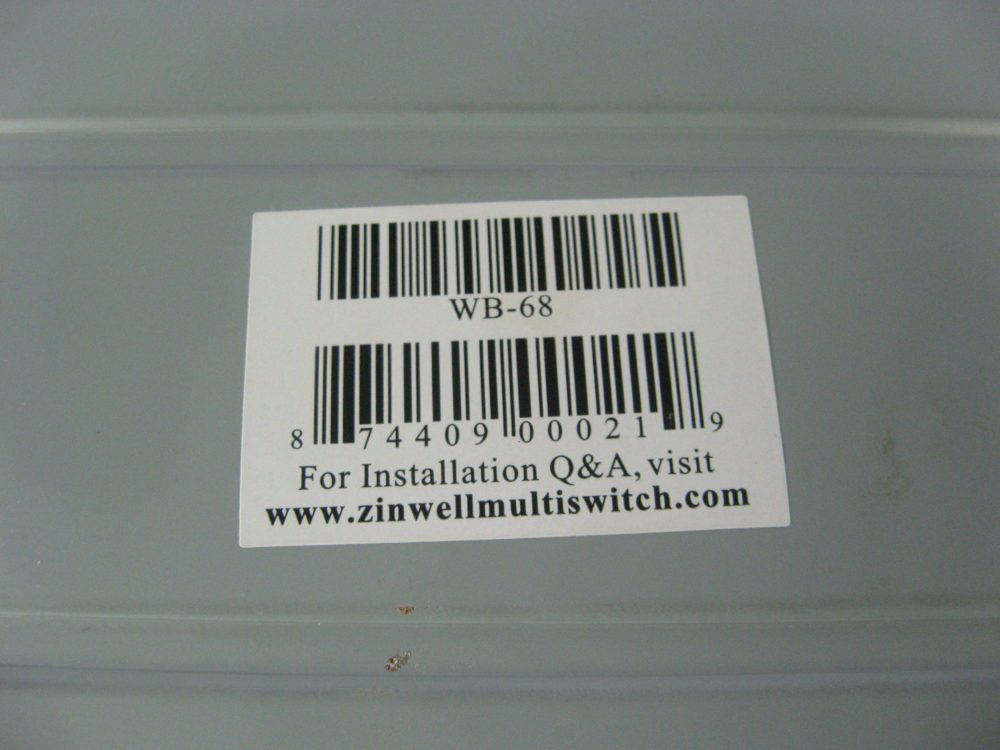 WB-68
8 74409 00021 9
For Installation Q&A, visit
www.zinwellmultiswitch.com